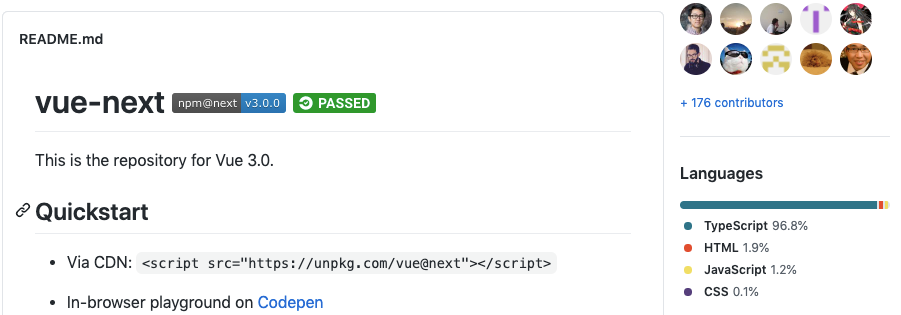 README.md
vue-next npm@next v3.0.0 PASSED
This is the repository for Vue 3.0.
Quickstart
Via CDN: <script src="https://unpkg.com/vue@next"></script>
In-browser playground on Codepen
+ 176 contributors
Languages
TypeScript 96.8%
HTML 1.9%
JavaScript 1.2%
CSS 0.1%